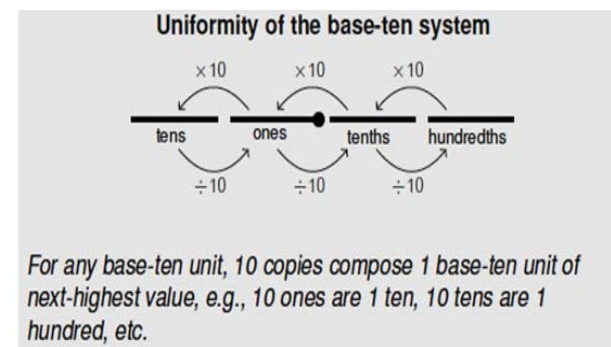 Uniformity of the base-ten system
×10 ×10 ×10
tens ones tenths hundredths
÷10 ÷10 ÷10
For any base-ten unit, 10 copies compose 1 base-ten unit of
next-highest value, e.g., 10 ones are 1 ten, 10 tens are 1
hundred, etc.